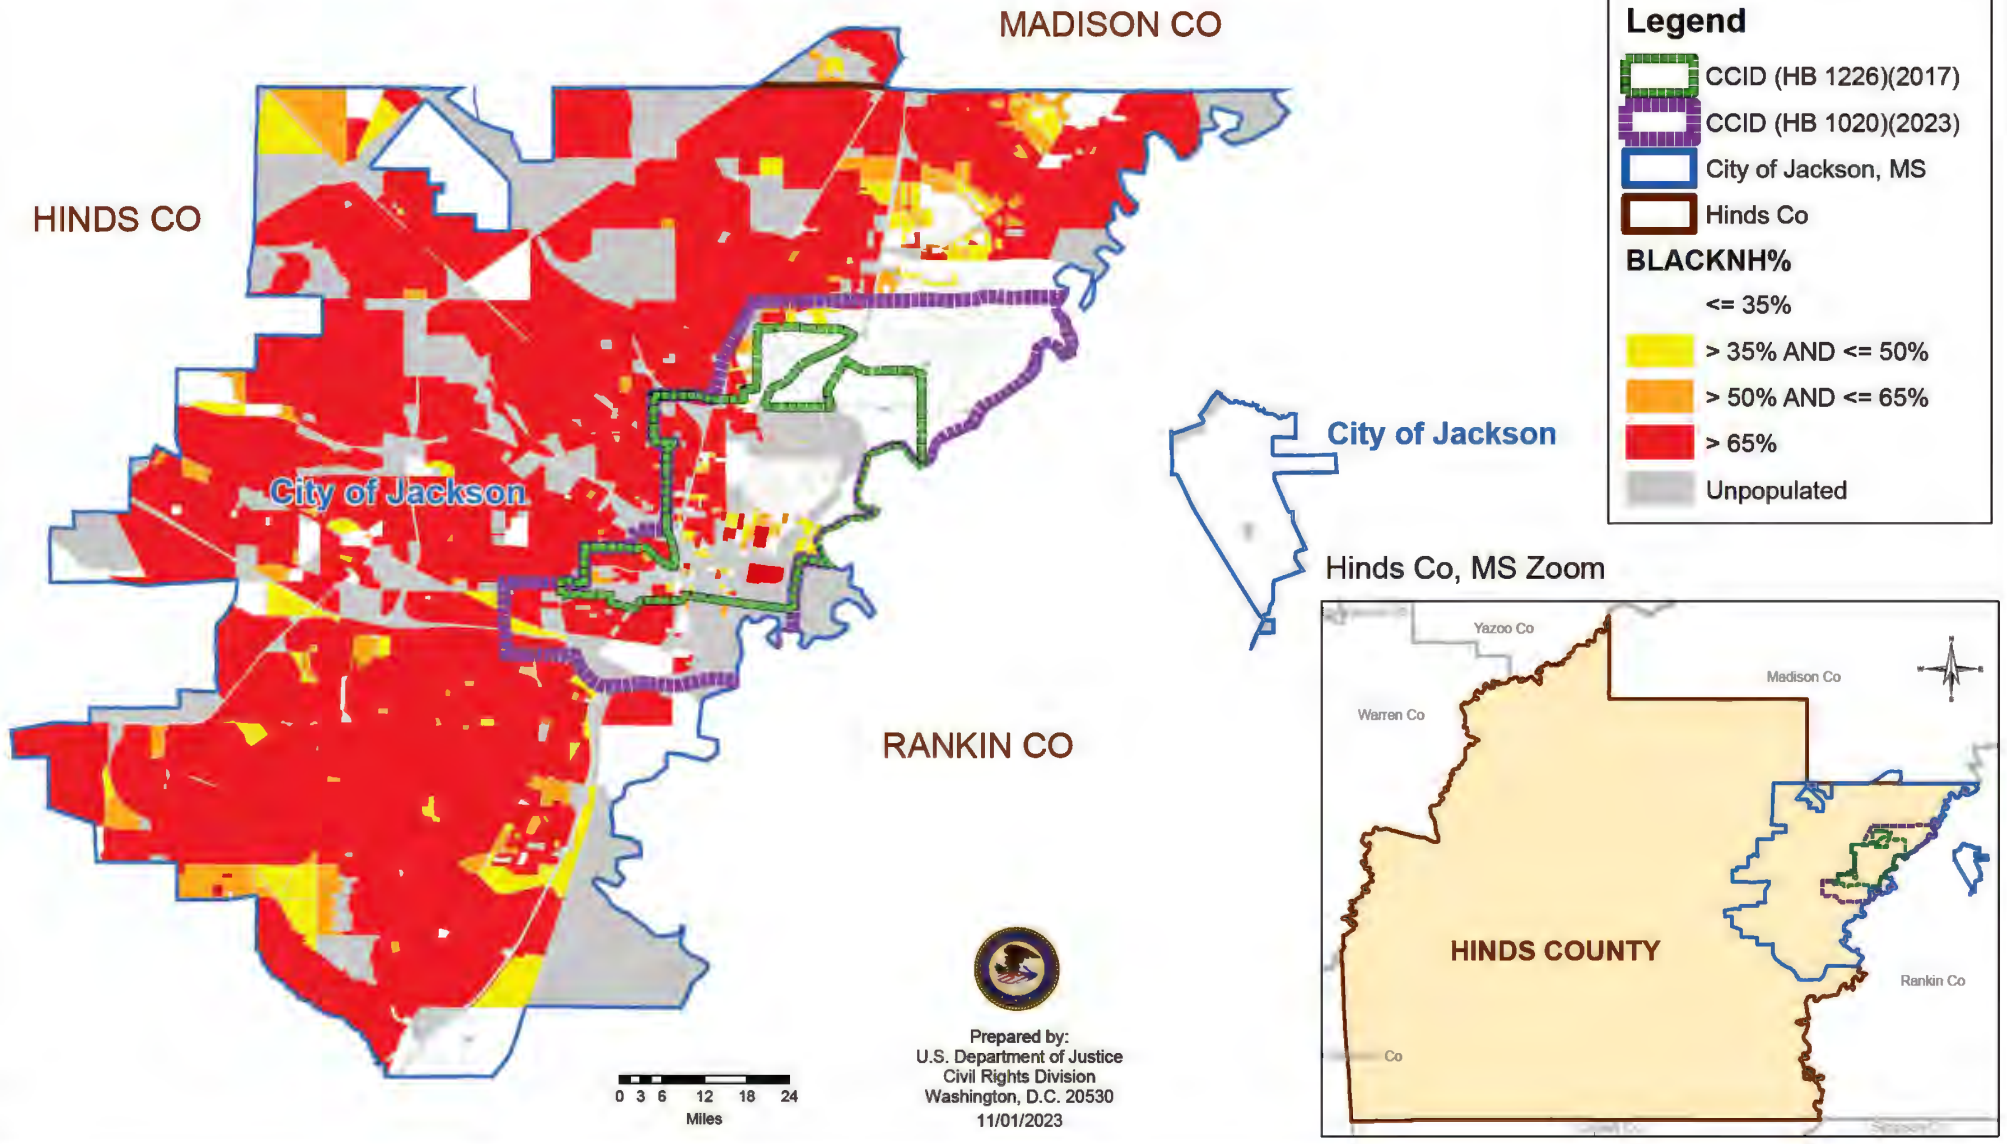 MADISON CO
HINDS CO
City of Jackson
RANKIN CO
City of Jackson
Legend
CCID (HB 1226)(2017)
CCID (HB 1020)(2023)
City of Jackson, MS
Hinds Co
BLACKNH%
<= 35%
> 35% AND <= 50%
> 50% AND <= 65%
> 65%
Unpopulated
Hinds Co, MS Zoom
Yazoo Co
Madison Co
Warren Co
N
W
E
S
HINDS COUNTY
Rankin Co
Co
0 3 6 12 18 24
Miles
Prepared by:
U.S. Department of Justice
Civil Rights Division
Washington, D.C. 20530
11/01/2023